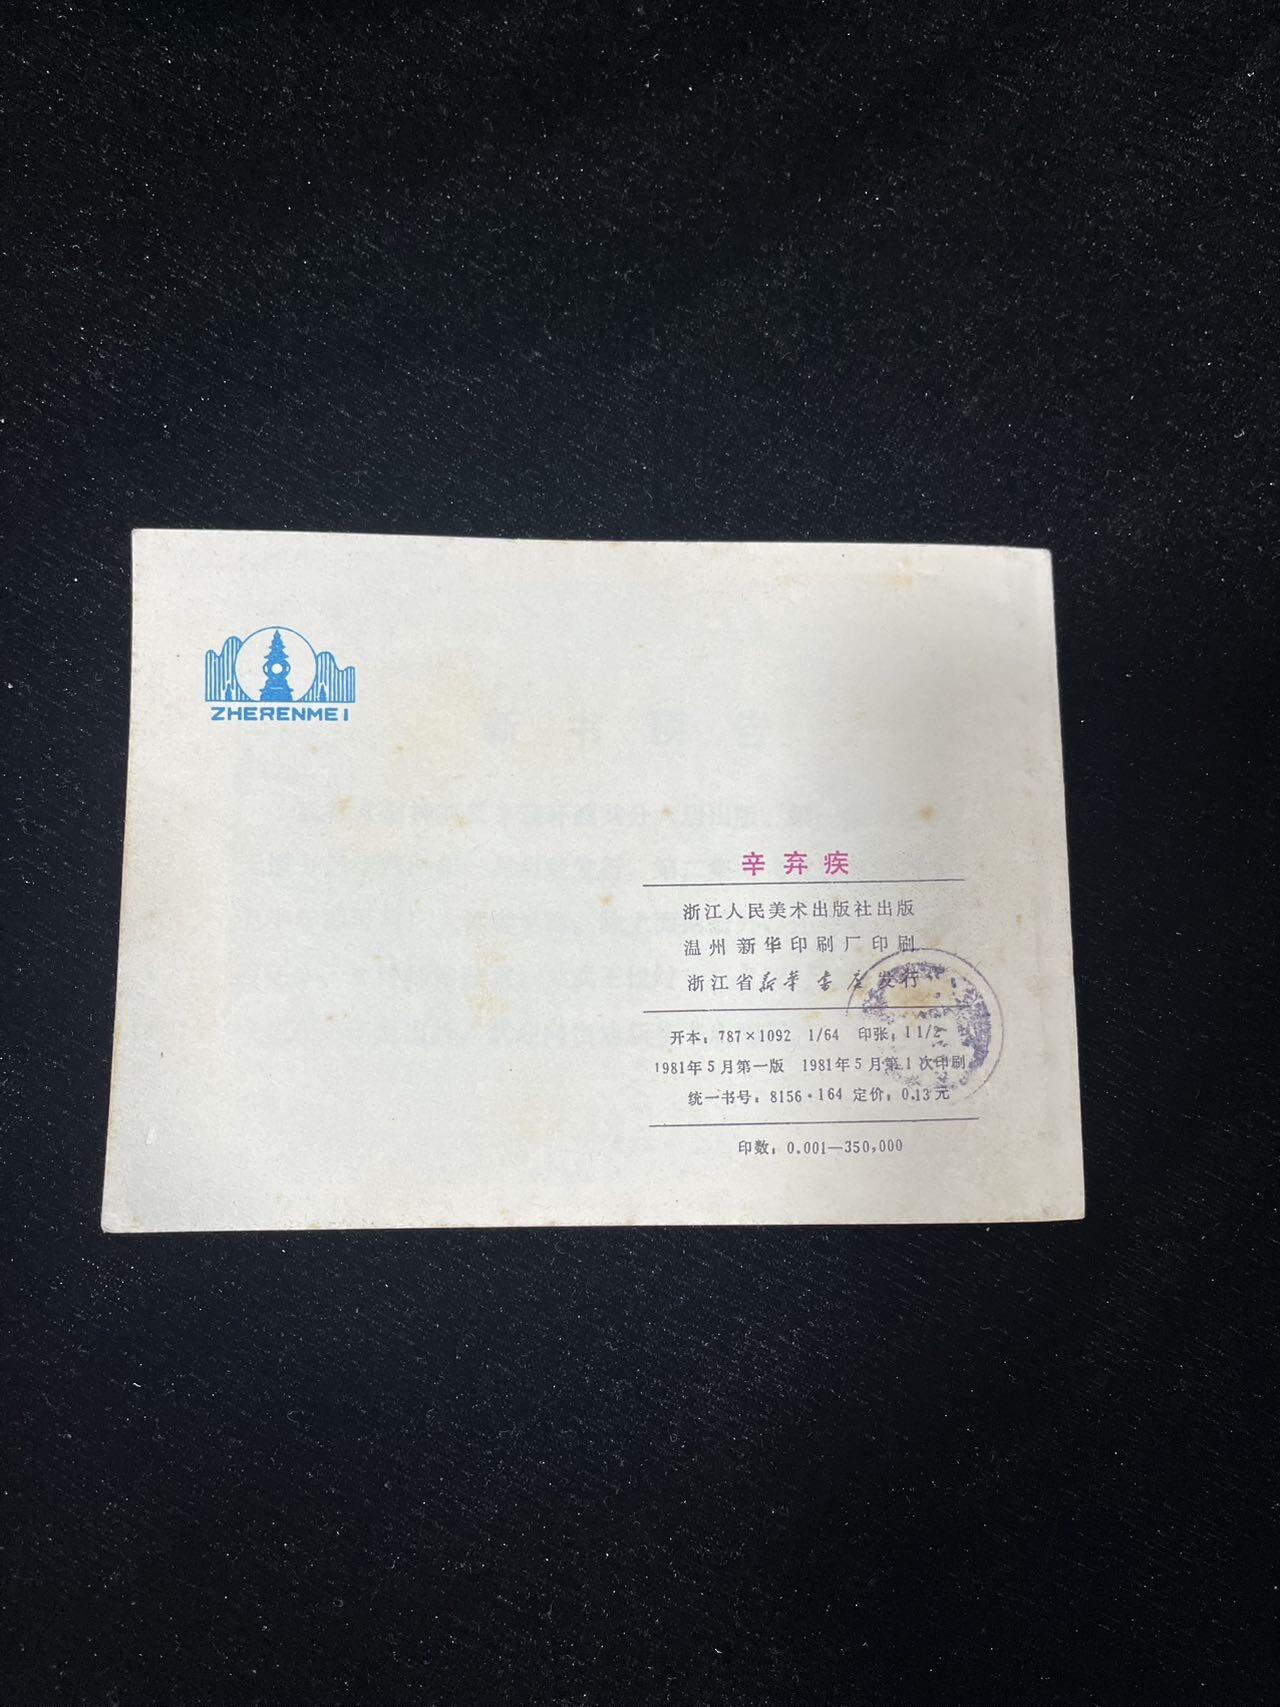 ZHERENMEI
辛弃疾
浙江人民美术出版社出版
温州新华印刷厂印刷
浙江省新华书店发行
开本：787×1092 1/64 印张：1 1/2
1981年5月第一版 1981年5月第1次印刷
统一书号：8156·164 定价：0.13元
印数：0.001—350,000